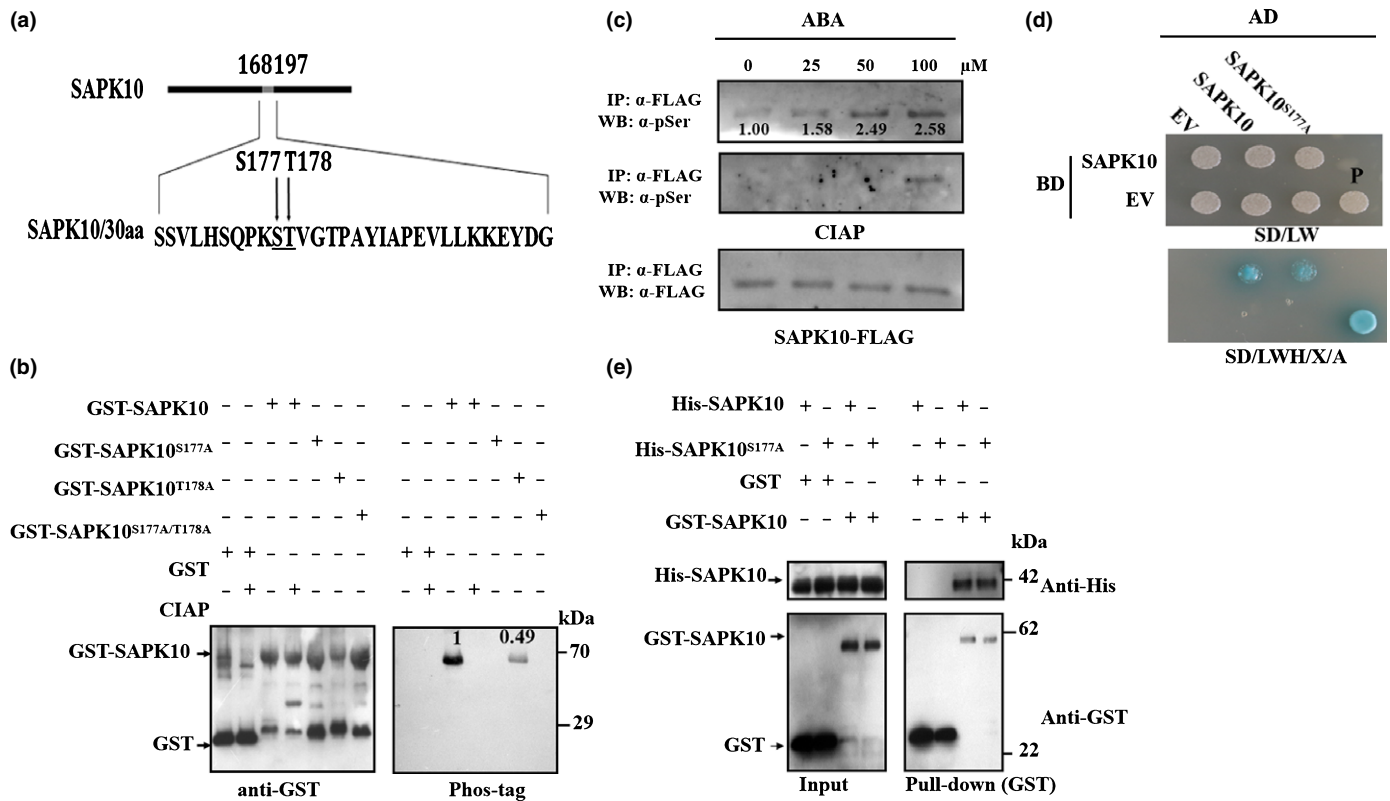 (a)
168197
SAPK10
S177 T178
SAPK10/30aa SSVLHSQPKSTVGTPAYIAPEVLLKKEYDG
(b)
GST-SAPK10 – – + + – – – – – + + – – –
GST-SAPK10S177A – – – – + – – – – – – + – –
GST-SAPK10T178A – – – – – + – – – – – – + –
GST-SAPK10S177A/T178A – – – – – – + – – – – – – +
GST + + – – – – – + + – – – – –
CIAP – + – + – – – – + – + – – –
kDa
GST-SAPK10
1 0.49
70
29
GST
anti-GST Phos-tag
(c)
ABA
0 25 50 100 µM
IP: α-FLAG
WB: α-pSer
1.00 1.58 2.49 2.58
IP: α-FLAG
WB: α-pSer
CIAP
IP: α-FLAG
WB: α-FLAG
SAPK10-FLAG
(d)
AD
EV SAPK10 SAPK10S177A
BD
SAPK10
P
EV
SD/LW
SD/LWH/X/A
(e)
His-SAPK10 + – + – + – + –
His-SAPK10S177A – + – + – + – +
GST + + – – + + – –
GST-SAPK10 – – + + – – + +
kDa
His-SAPK10
42 Anti-His
GST-SAPK10
62
Anti-GST
GST
22
Input Pull-down (GST)